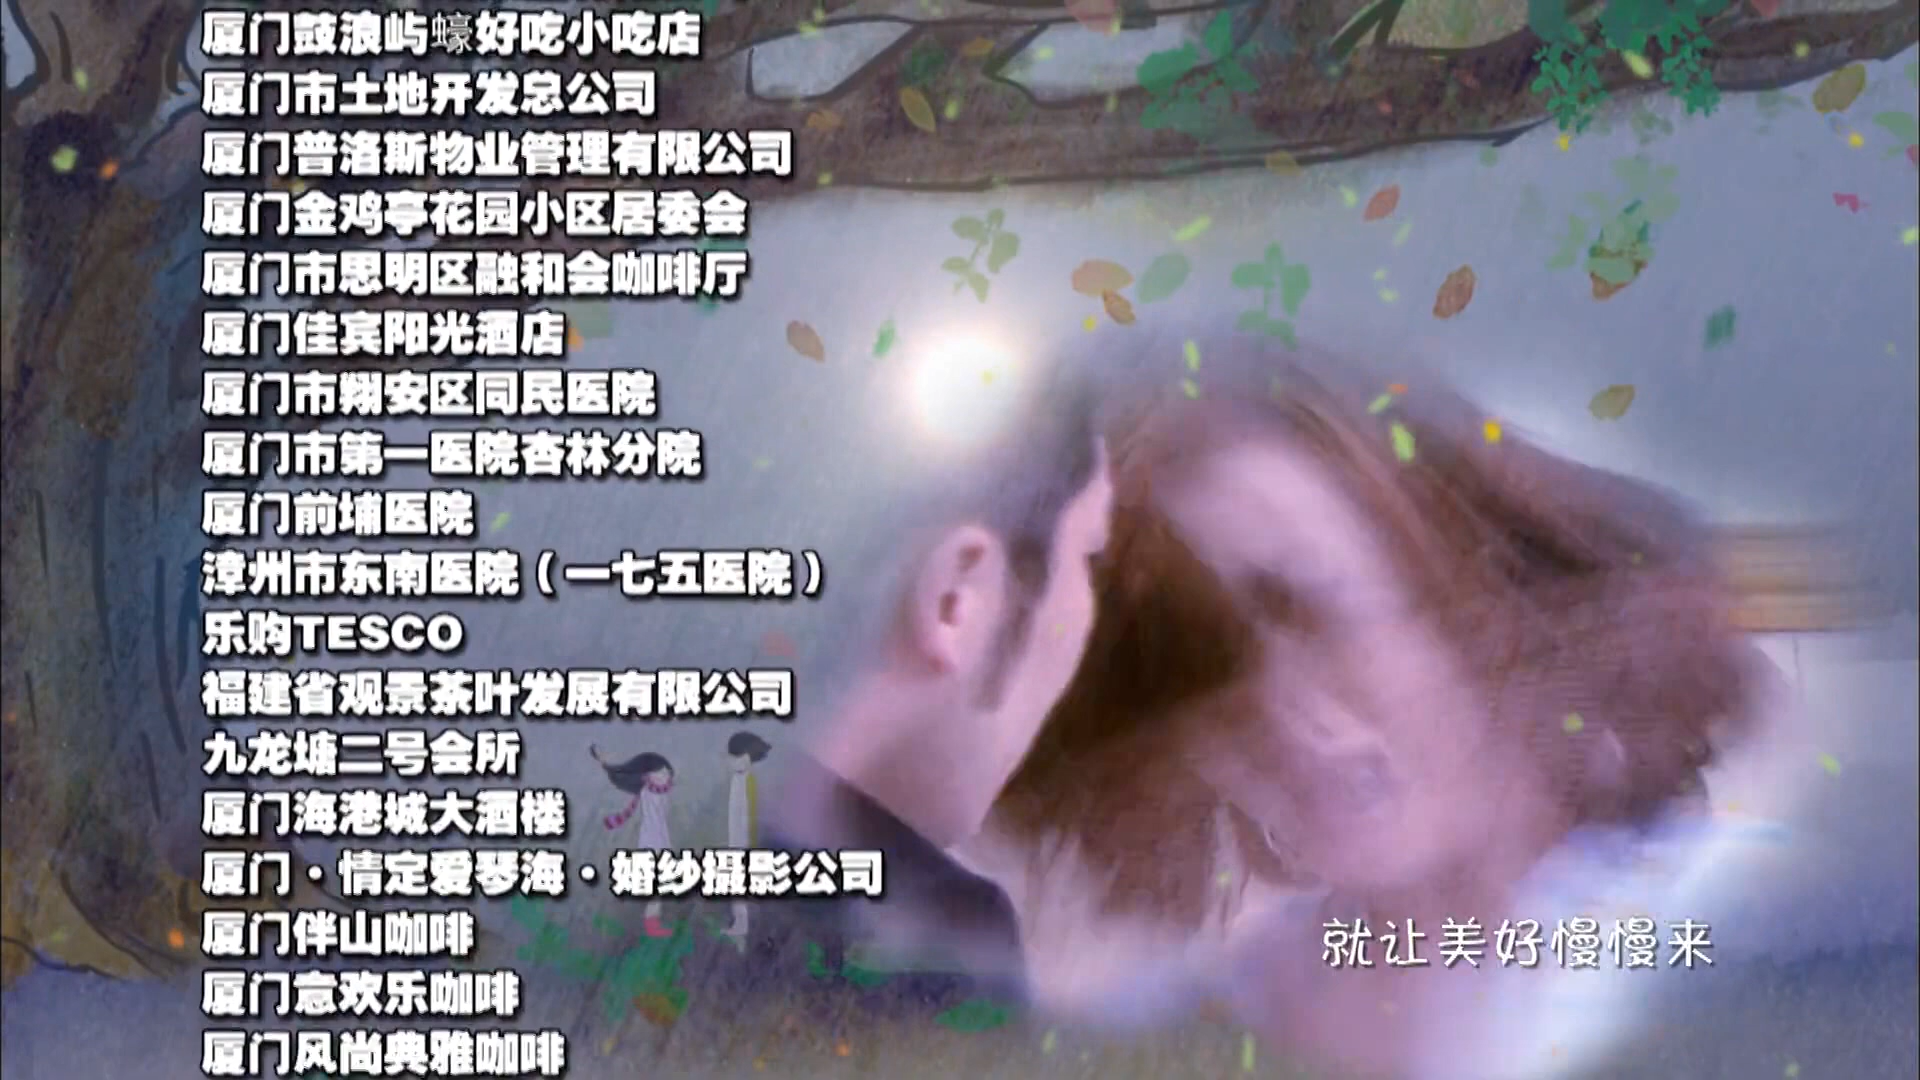 厦门鼓浪屿蠔好吃小吃店
厦门市土地开发总公司
厦门普洛斯物业管理有限公司
厦门金鸡亭花园小区居委会
厦门市思明区融和会咖啡厅
厦门佳宾阳光酒店
厦门市翔安区同民医院
厦门市第一医院杏林分院
厦门前埔医院
漳州市东南医院（一七五医院）
乐购TESCO
福建省观景茶叶发展有限公司
九龙塘二号会所
厦门海港城大酒楼
厦门·情定爱琴海·婚纱摄影公司
厦门伴山咖啡
就让美好慢慢来
厦门意欢乐咖啡
厦门风尚典雅咖啡